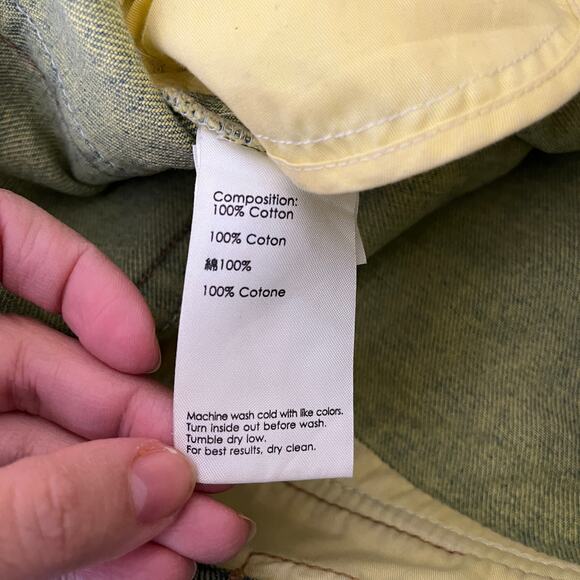 Composition:
100% Cotton
100% Coton
綿100%
100% Cotone
Machine wash cold with like colors.
Turn inside out before wash.
Tumble dry low.
For best results, dry clean.